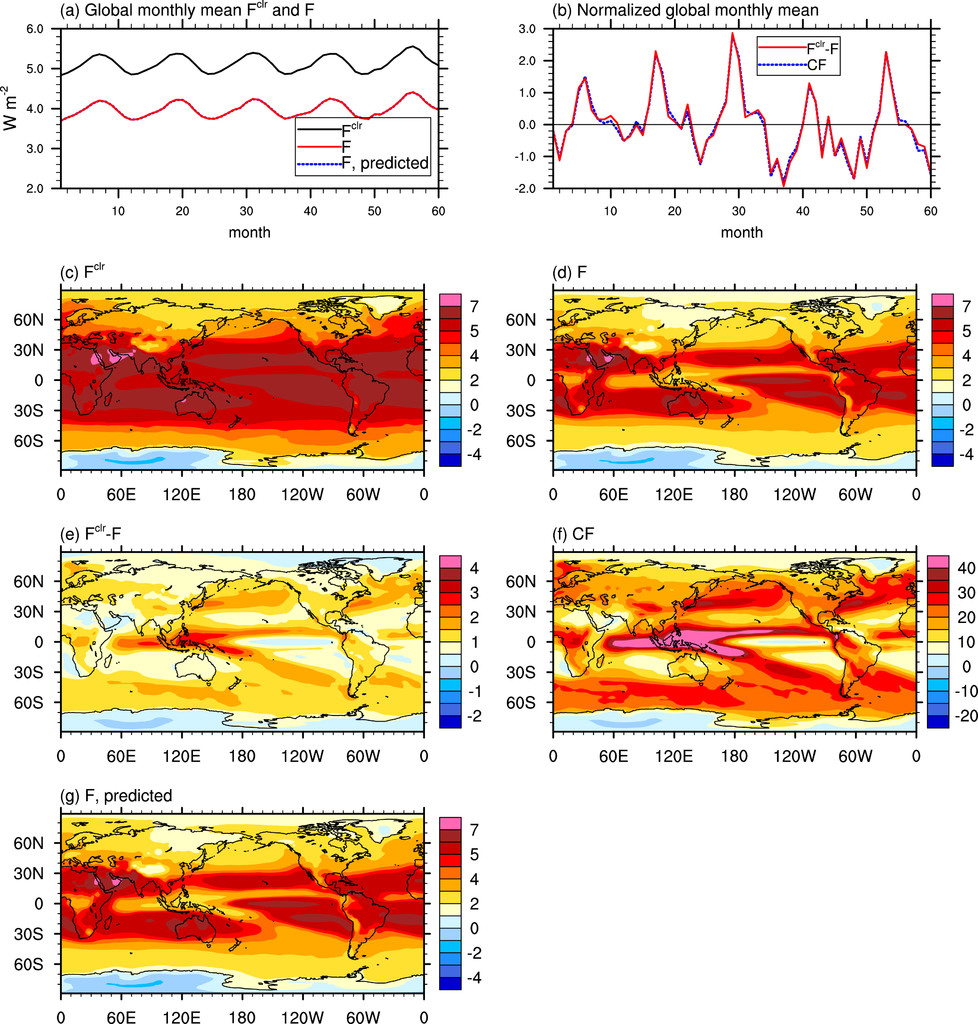 (a) Global monthly mean Fclr and F
6.0
5.0
4.0
3.0
2.0
W m-2
Fclr
F
F, predicted
10 20 30 40 50 60
month
(b) Normalized global monthly mean
3.0
2.0
1.0
0.0
-1.0
-2.0
Fclr-F
CF
10 20 30 40 50 60
month
(c) Fclr
60N
30N
0
30S
60S
0 60E 120E 180 120W 60W 0
7
5
4
2
0
-2
-4
(d) F
60N
30N
0
30S
60S
0 60E 120E 180 120W 60W 0
7
5
4
2
0
-2
-4
(e) Fclr-F
60N
30N
0
30S
60S
0 60E 120E 180 120W 60W 0
4
3
2
1
0
-1
-2
(f) CF
60N
30N
0
30S
60S
0 60E 120E 180 120W 60W 0
40
30
20
10
0
-10
-20
(g) F, predicted
60N
30N
0
30S
60S
0 60E 120E 180 120W 60W 0
7
5
4
2
0
-2
-4